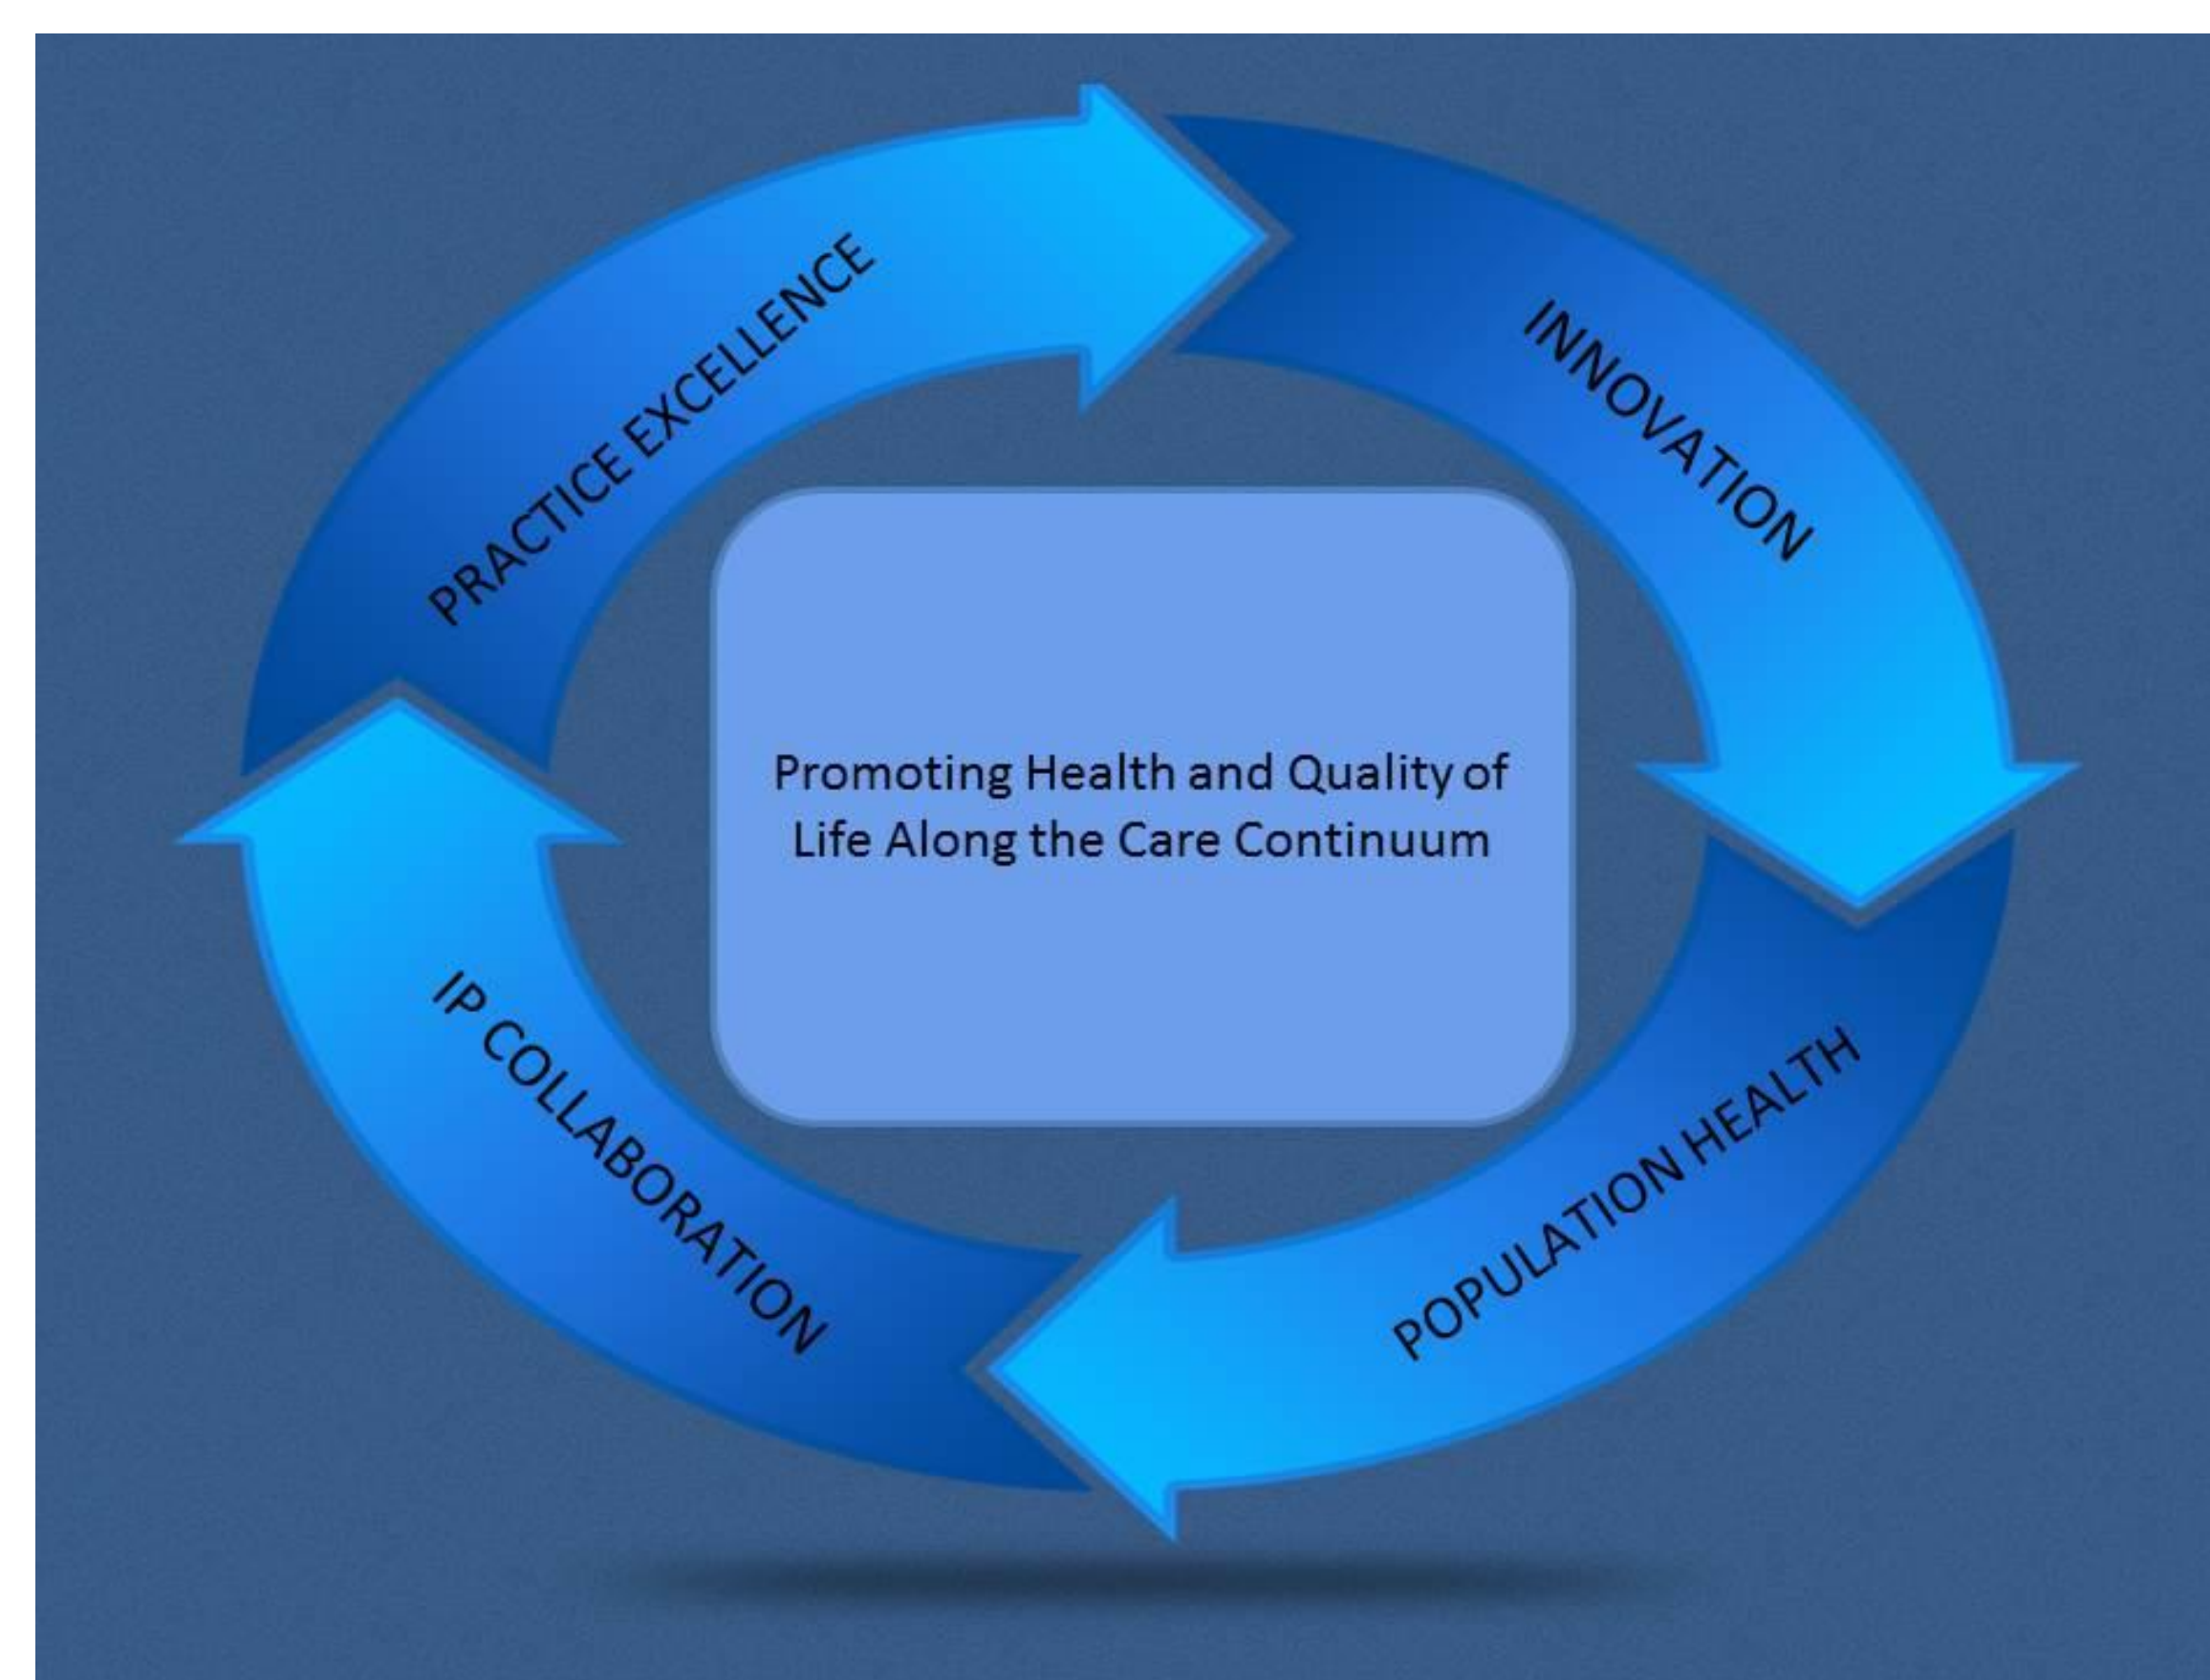 PRACTICE EXCELLENCE
INNOVATION
Promoting Health and Quality of
Life Along the Care Continuum
IP COLLABORATION
POPULATION HEALTH